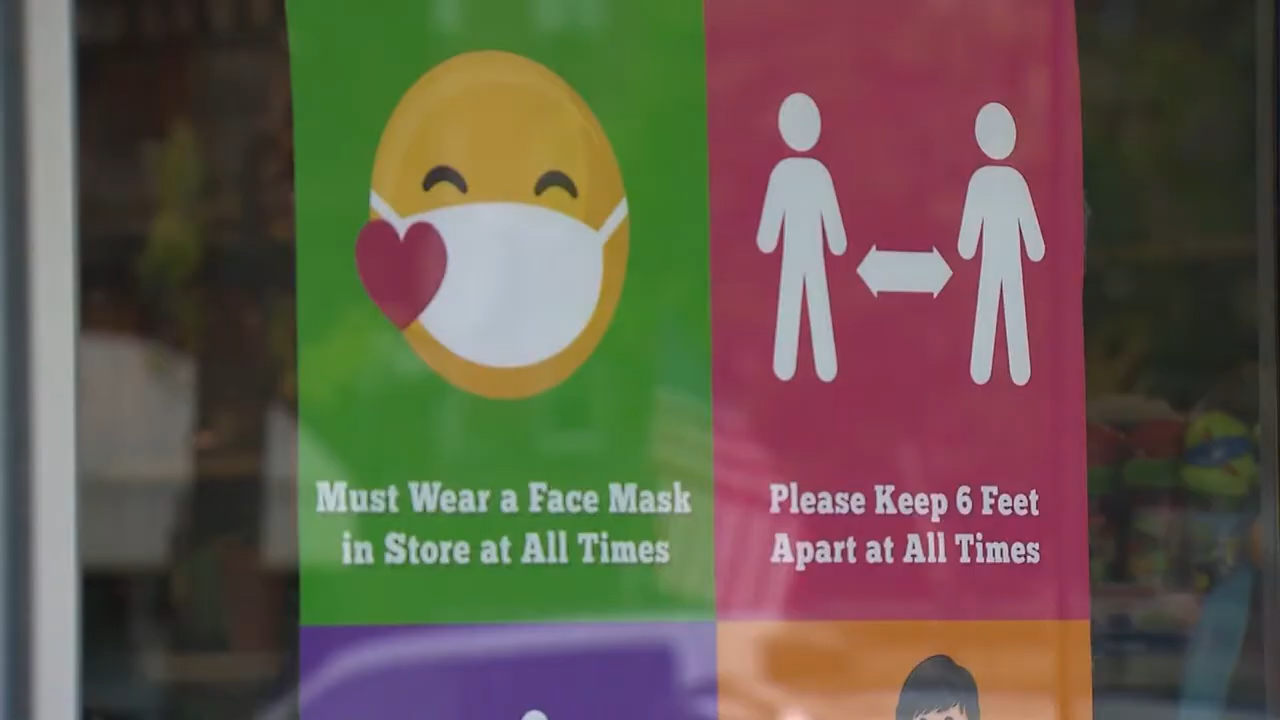 Must Wear a Face Mask
in Store at All Times
Please Keep 6 Feet
Apart at All Times